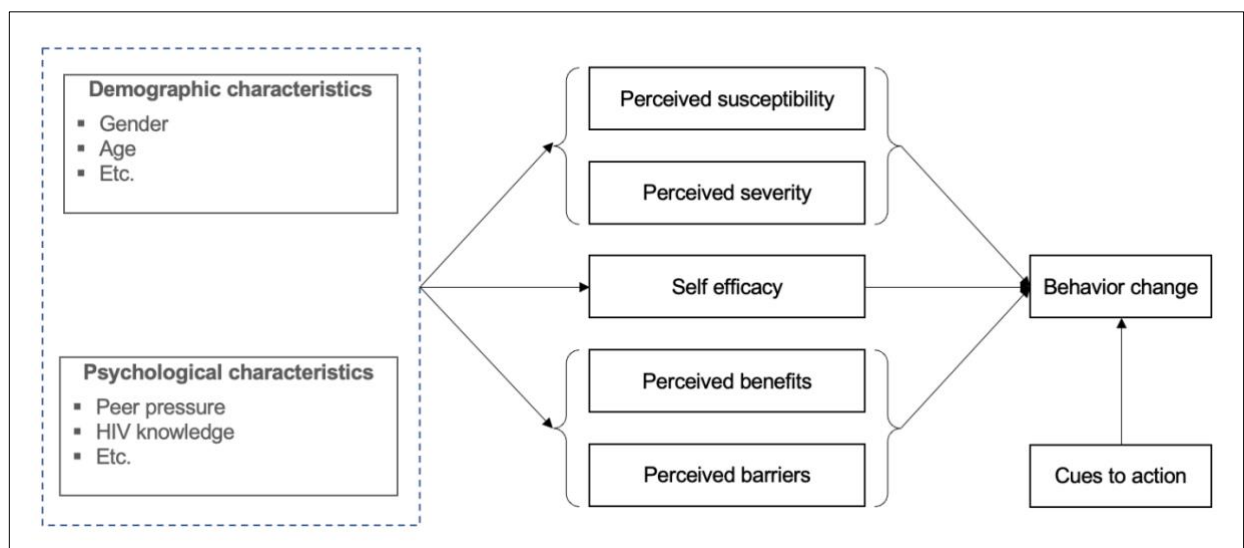 Demographic characteristics
▪ Gender
▪ Age
▪ Etc.
Psychological characteristics
▪ Peer pressure
▪ HIV knowledge
▪ Etc.
Perceived susceptibility
Perceived severity
Self efficacy
Perceived benefits
Perceived barriers
Behavior change
Cues to action